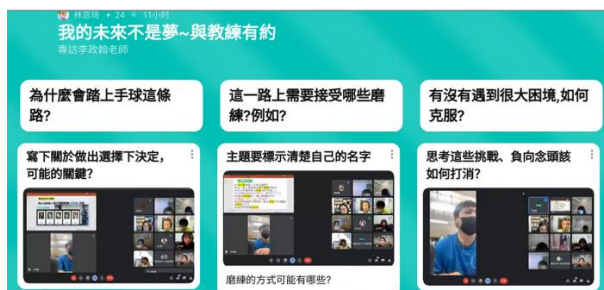 林恩琦 + 24 • 11小时
我的未來不是夢~與教練有約
專訪李政翰老師
為什麼會踏上手球這條
路?
寫下關於做出選擇下決定，
可能的關鍵?
這一路上需要接受哪些磨
練?例如?
主題要標示清楚自己的名字
磨練的方式可能有哪些?
有沒有遇到很大困境,如何
克服?
思考這些挑戰、負向念頭該
如何打消?